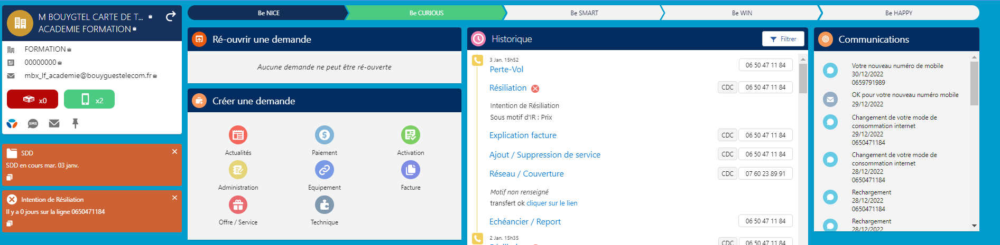 M BOUYGTEL CARTE DE T...
ACADEMIE FORMATION
FORMATION
00000000
mbx_lf_academie@bouyguestelecom.fr
x0
x2
SMS
SDD
SDD en cours mar. 03 janv.
Intention de Résiliation
Il y a 0 jours sur la ligne 0650471184
Be NICE
Be CURIOUS
Be SMART
Be WIN
Be HAPPY
Ré-ouvrir une demande
Aucune demande ne peut être ré-ouverte
Créer une demande
Actualités
Paiement
Activation
Administration
Equipement
Facture
Offre / Service
Technique
Historique
Filtrer
3 Jan. 15h52
Perte-Vol
06 50 47 11 84
Résiliation
CDC 06 50 47 11 84
Intention de Résiliation
Sous motif d'IR : Prix
Explication facture
CDC 06 50 47 11 84
Ajout / Suppression de service
CDC 06 50 47 11 84
Réseau / Couverture
CDC 07 60 23 89 91
Motif non renseigné
transfert ok cliquer sur le lien
Echéancier / Report
06 50 47 11 84
2 Jan. 15h35
CDC 06 50 47 11 84
Communications
Votre nouveau numéro de mobile
30/12/2022
0659791989
OK pour votre nouveau numéro mobile
29/12/2022
Changement de votre mode de
consommation internet
29/12/2022
0650471184
Changement de votre mode de
consommation internet
28/12/2022
0650471184
Rechargement
28/12/2022
0650471184
Rechargement
28/12/2022